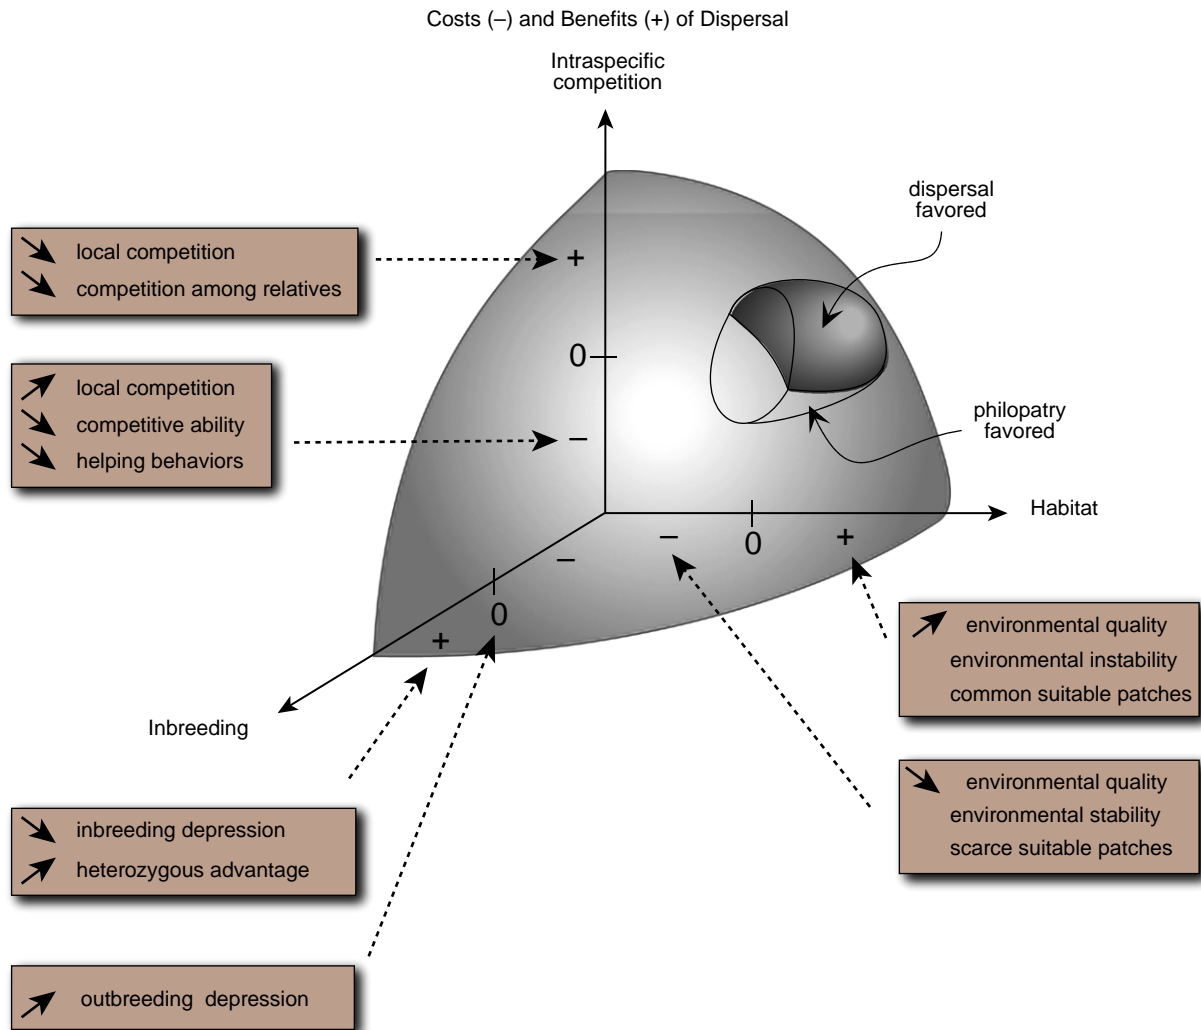 Costs (–) and Benefits (+) of Dispersal
Intraspecific
competition
dispersal
favored
local competition
competition among relatives
+
0
local competition
competitive ability
helping behaviors
–
philopatry
favored
Habitat
–
0
+
–
0
+
Inbreeding
environmental quality
environmental instability
common suitable patches
environmental quality
environmental stability
scarce suitable patches
inbreeding depression
heterozygous advantage
outbreeding depression